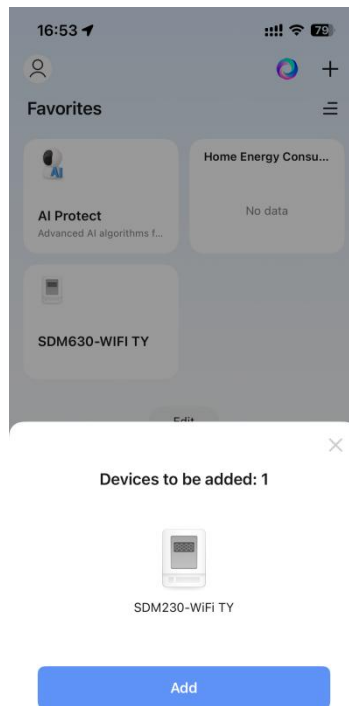 16:53
79
Favorites
AI
AI Protect
Advanced AI algorithms f...
Home Energy Consu...
No data
SDM630-WIFI TY
Edit
Devices to be added: 1
SDM230-WiFi TY
Add